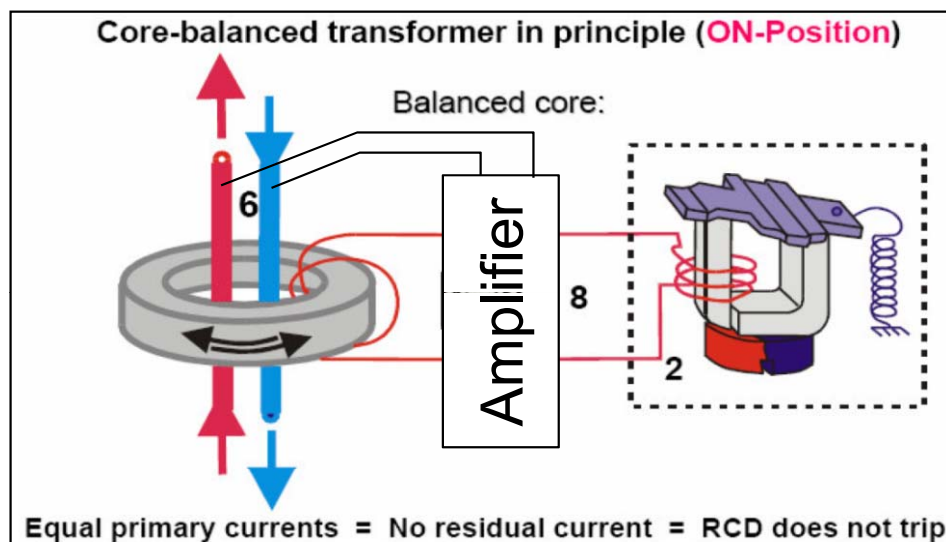 Core-balanced transformer in principle (ON-Position)
Balanced core:
6
Amplifier
8
2
Equal primary currents = No residual current = RCD does not trip